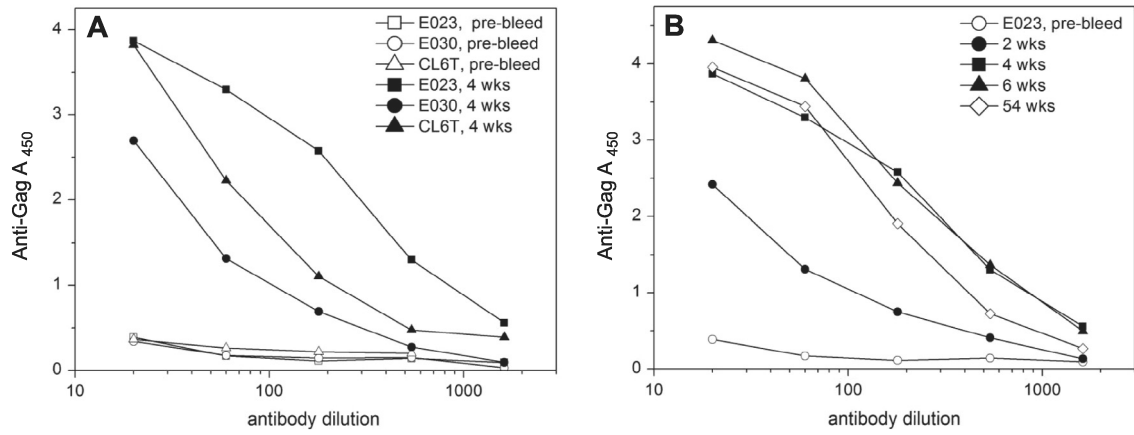 A
E023, pre-bleed
E030, pre-bleed
CL6T, pre-bleed
E023, 4 wks
E030, 4 wks
CL6T, 4 wks
4
3
2
1
0
Anti-Gag A 450
10
100
1000
antibody dilution
B
E023, pre-bleed
2 wks
4 wks
6 wks
54 wks
4
3
2
1
0
Anti-Gag A 450
10
100
1000
antibody dilution